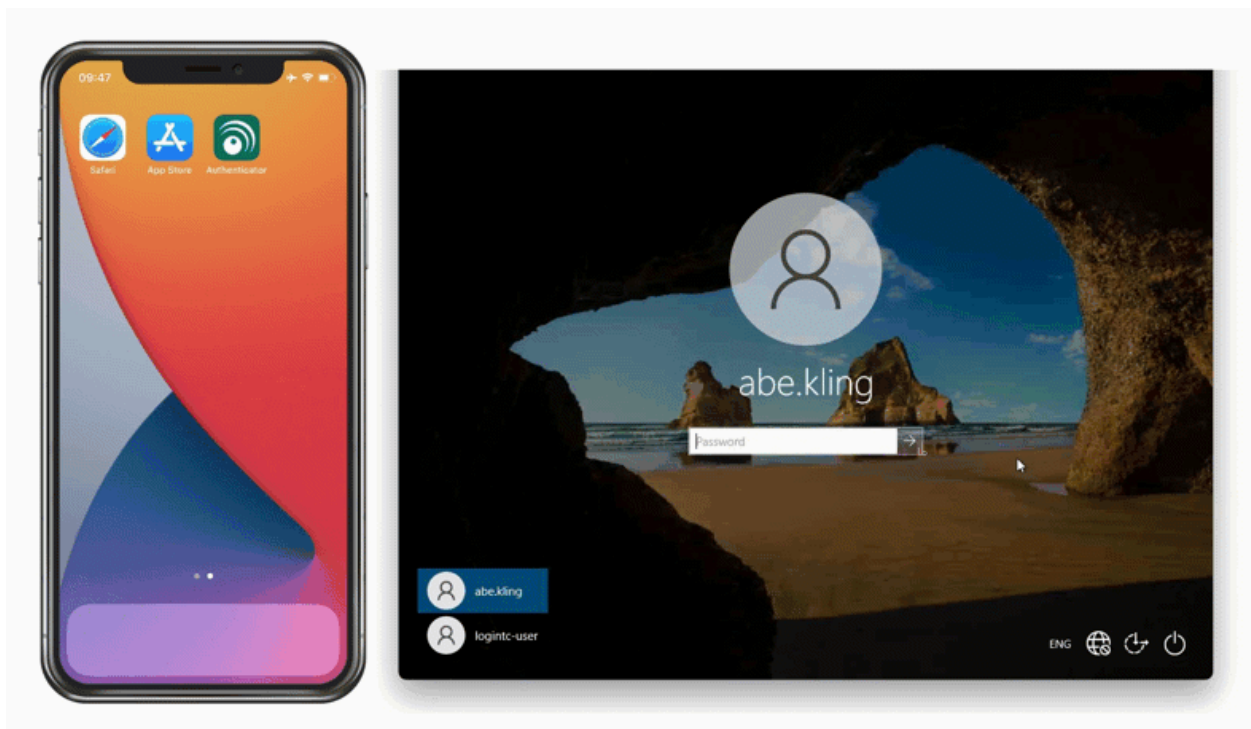 09:47
Safari
App Store
Authenticator
abe.kling
Password
abe.kling
logintc-user
ENG